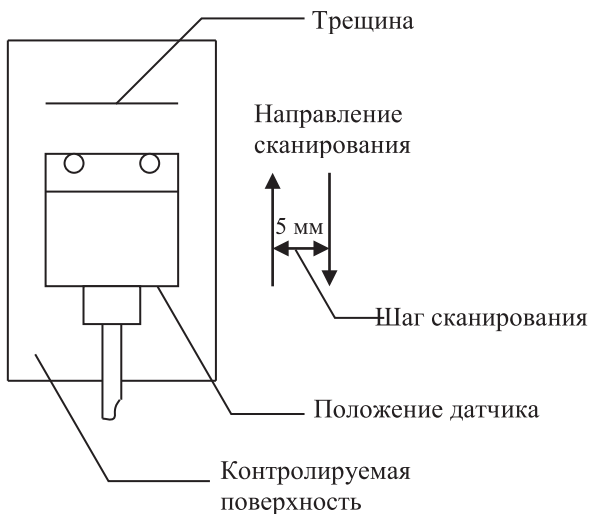 Трещина
Направление
сканирования
5 мм
Шаг сканирования
Положение датчика
Контролируемая
поверхность